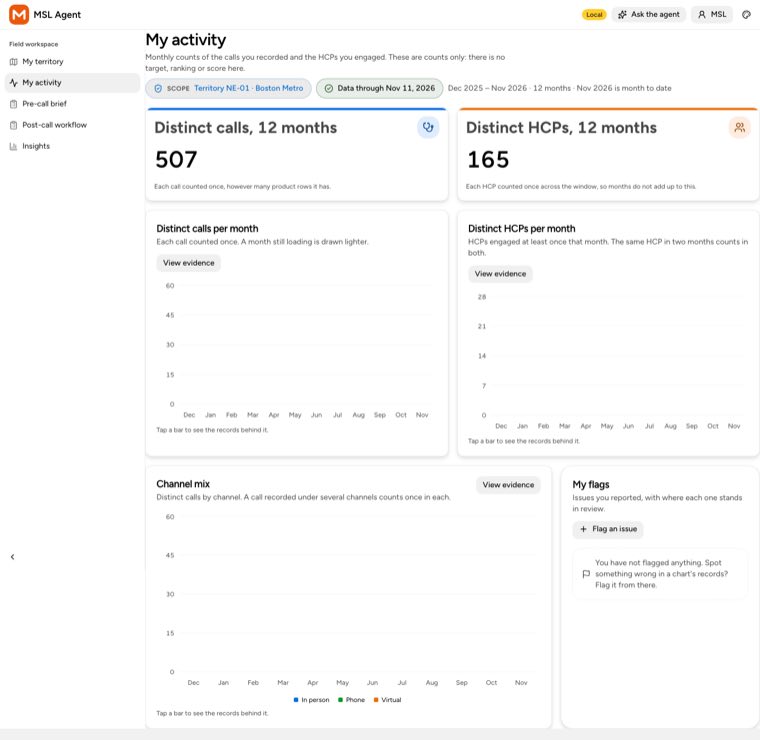 MSL Agent
Local
Ask the agent
MSL
Field workspace
My territory
My activity
Pre-call brief
Post-call workflow
Insights
My activity
Monthly counts of the calls you recorded and the HCPs you engaged. These are counts only: there is no
target, ranking or score here.
SCOPE Territory NE-01 · Boston Metro
Data through Nov 11, 2026
Dec 2025 – Nov 2026 · 12 months · Nov 2026 is month to date
Distinct calls, 12 months
507
Each call counted once, however many product rows it has.
Distinct HCPs, 12 months
165
Each HCP counted once across the window, so months do not add up to this.
Distinct calls per month
Each call counted once. A month still loading is drawn lighter.
View evidence
60
45
30
15
0
Dec Jan Feb Mar Apr May Jun Jul Aug Sep Oct Nov
Tap a bar to see the records behind it.
Distinct HCPs per month
HCPs engaged at least once that month. The same HCP in two months counts in
both.
View evidence
28
21
14
7
0
Dec Jan Feb Mar Apr May Jun Jul Aug Sep Oct Nov
Tap a bar to see the records behind it.
Channel mix
Distinct calls by channel. A call recorded under several channels counts once in each.
View evidence
60
45
30
15
0
Dec Jan Feb Mar Apr May Jun Jul Aug Sep Oct Nov
In person Phone Virtual
Tap a bar to see the records behind it.
My flags
Issues you reported, with where each one stands
in review.
+ Flag an issue
You have not flagged anything. Spot
something wrong in a chart's records?
Flag it from there.